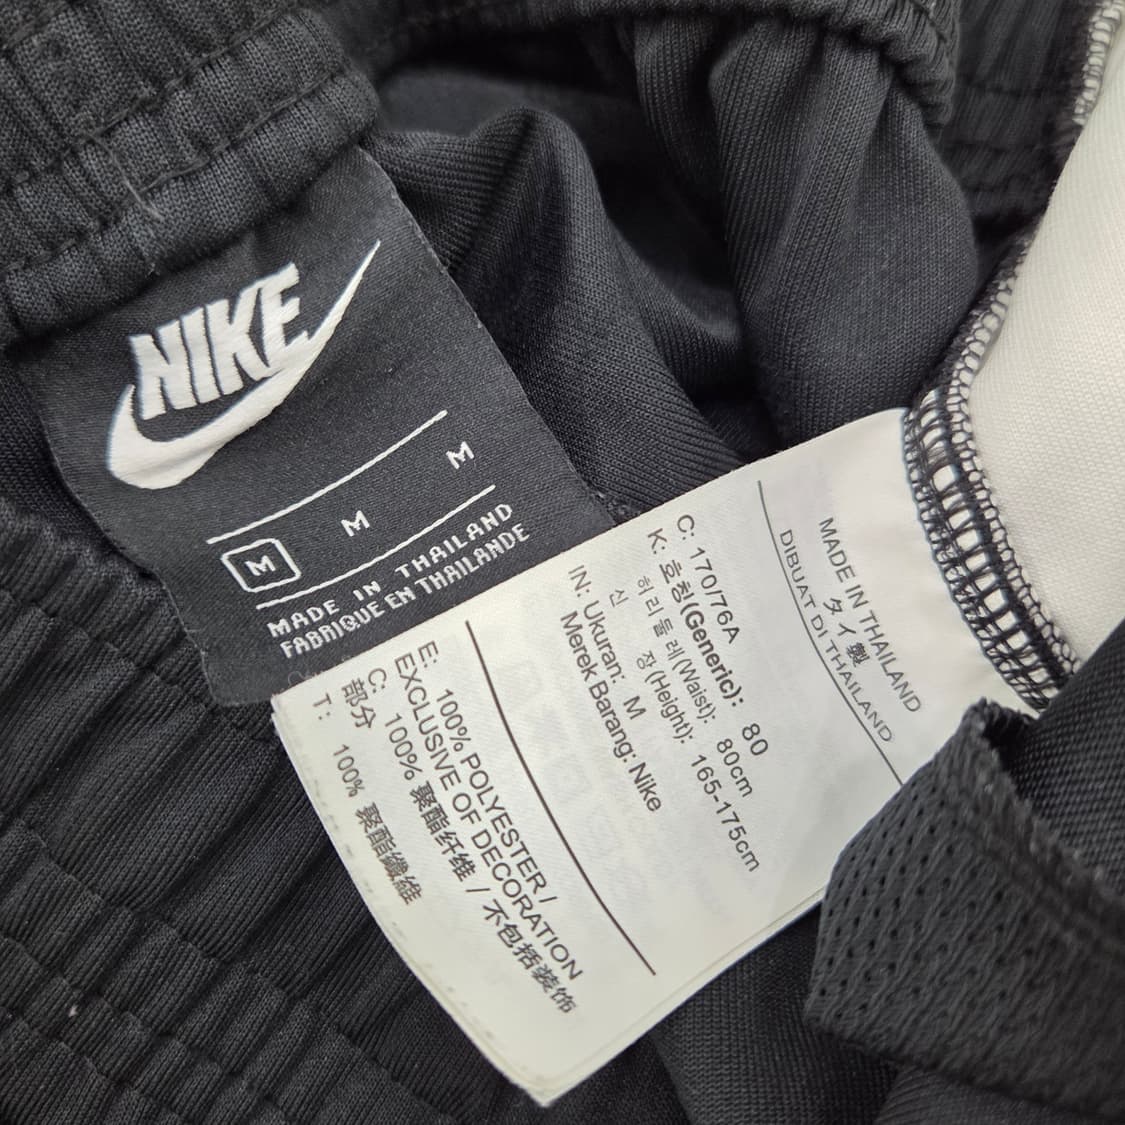 NIKE
M M M
MADE IN THAILAND
FABRIQUE EN THAILANDE
MADE IN THAILAND
タイ製
DIBUAT DI THAILAND
C: 170/76A
K: 호칭(Generic): 80
허리둘레(Waist): 80cm
신 장(Height): 165-175cm
IN: Ukuran: M
Merek Barang: Nike
E: 100% POLYESTER /
EXCLUSIVE OF DECORATION
C: 100% 聚酯纤维 / 不包括装饰
部分
T: 100% 聚酯纖維